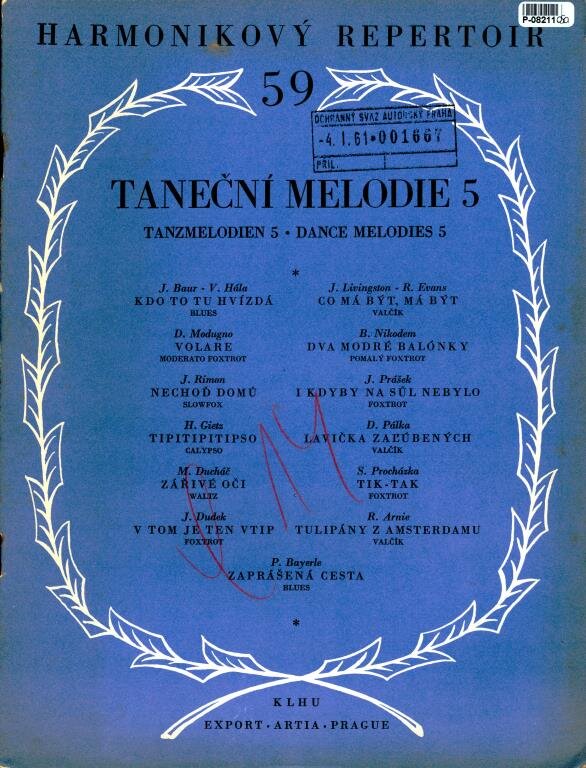 P-08211
HARMONIKOVÝ REPERTOIR
59
OCHRANNÝ SVAZ AUTORSKÝ PRAHA
-4.I.61*001667
PŘÍL.
TANEČNÍ MELODIE 5
TANZMELODIEN 5 • DANCE MELODIES 5
*
J. Baur - V. Hála
KDO TO TU HVÍZDÁ
BLUES
D. Modugno
VOLARE
MODERATO FOXTROT
J. Rimon
NECHOĎ DOMŮ
SLOWFOX
H. Gietz
TIPITIPITIPSO
CALYPSO
M. Ducháč
ZÁŘIVÉ OČI
WALTZ
J. Dudek
V TOM JE TEN VTIP
FOXTROT
J. Livingston - R. Evans
CO MÁ BÝT, MÁ BÝT
VALČÍK
B. Nikodem
DVA MODRÉ BALÓNKY
POMALÝ FOXTROT
J. Prášek
I KDYBY NA SŮL NEBYLO
FOXTROT
D. Pálka
LAVIČKA ZAĽÚBENÝCH
VALČÍK
S. Procházka
TIK-TAK
FOXTROT
R. Arnie
TULIPÁNY Z AMSTERDAMU
VALČÍK
P. Bayerle
ZAPRÁŠENÁ CESTA
BLUES
*
KLHU
EXPORT • ARTIA • PRAGUE